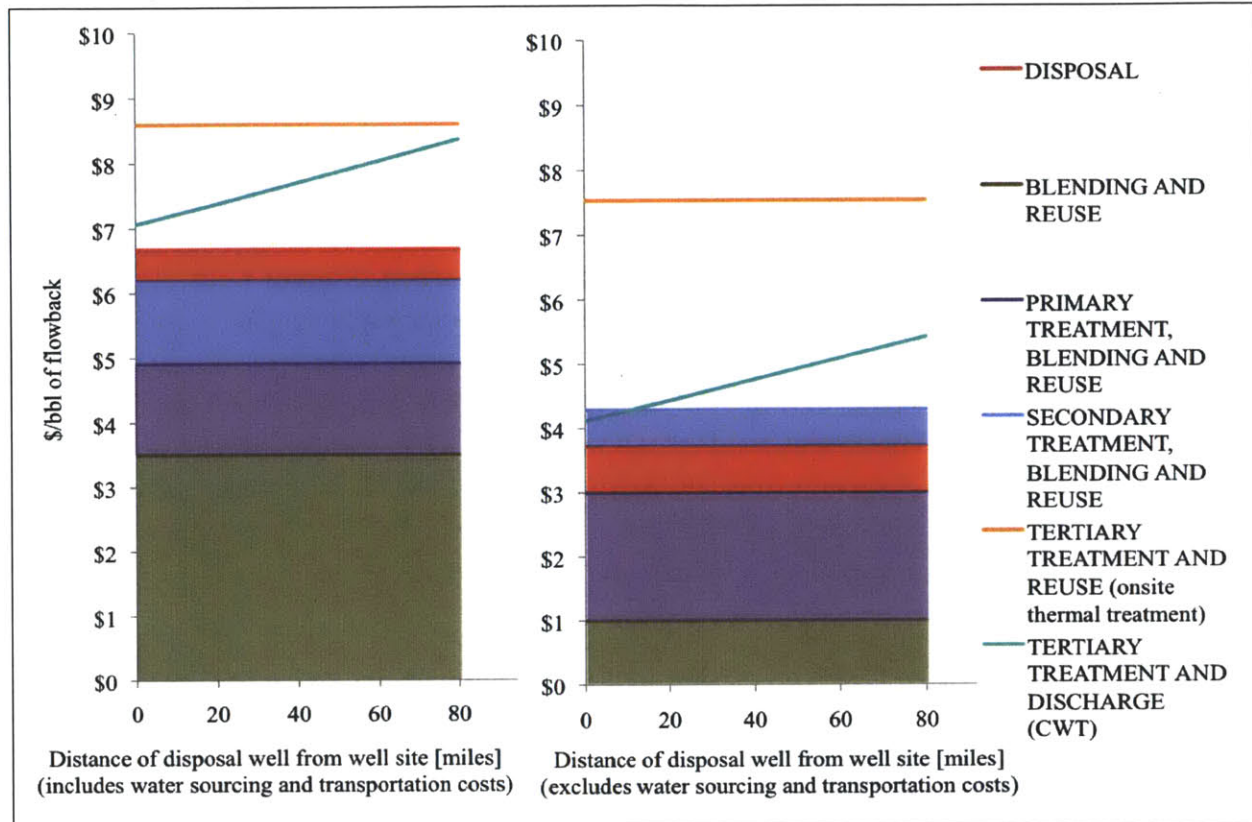 $10
$9
$8
$7
$6
$5
$4
$3
$2
$1
$0
$/bbl of flowback
0 20 40 60 80
Distance of disposal well from well site [miles]
(includes water sourcing and transportation costs)
$10
$9
$8
$7
$6
$5
$4
$3
$2
$1
$0
0 20 40 60 80
Distance of disposal well from well site [miles]
(excludes water sourcing and transportation costs)
DISPOSAL
BLENDING AND
REUSE
PRIMARY
TREATMENT,
BLENDING AND
REUSE
SECONDARY
TREATMENT,
BLENDING AND
REUSE
TERTIARY
TREATMENT AND
REUSE (onsite
thermal treatment)
TERTIARY
TREATMENT AND
DISCHARGE
(CWT)